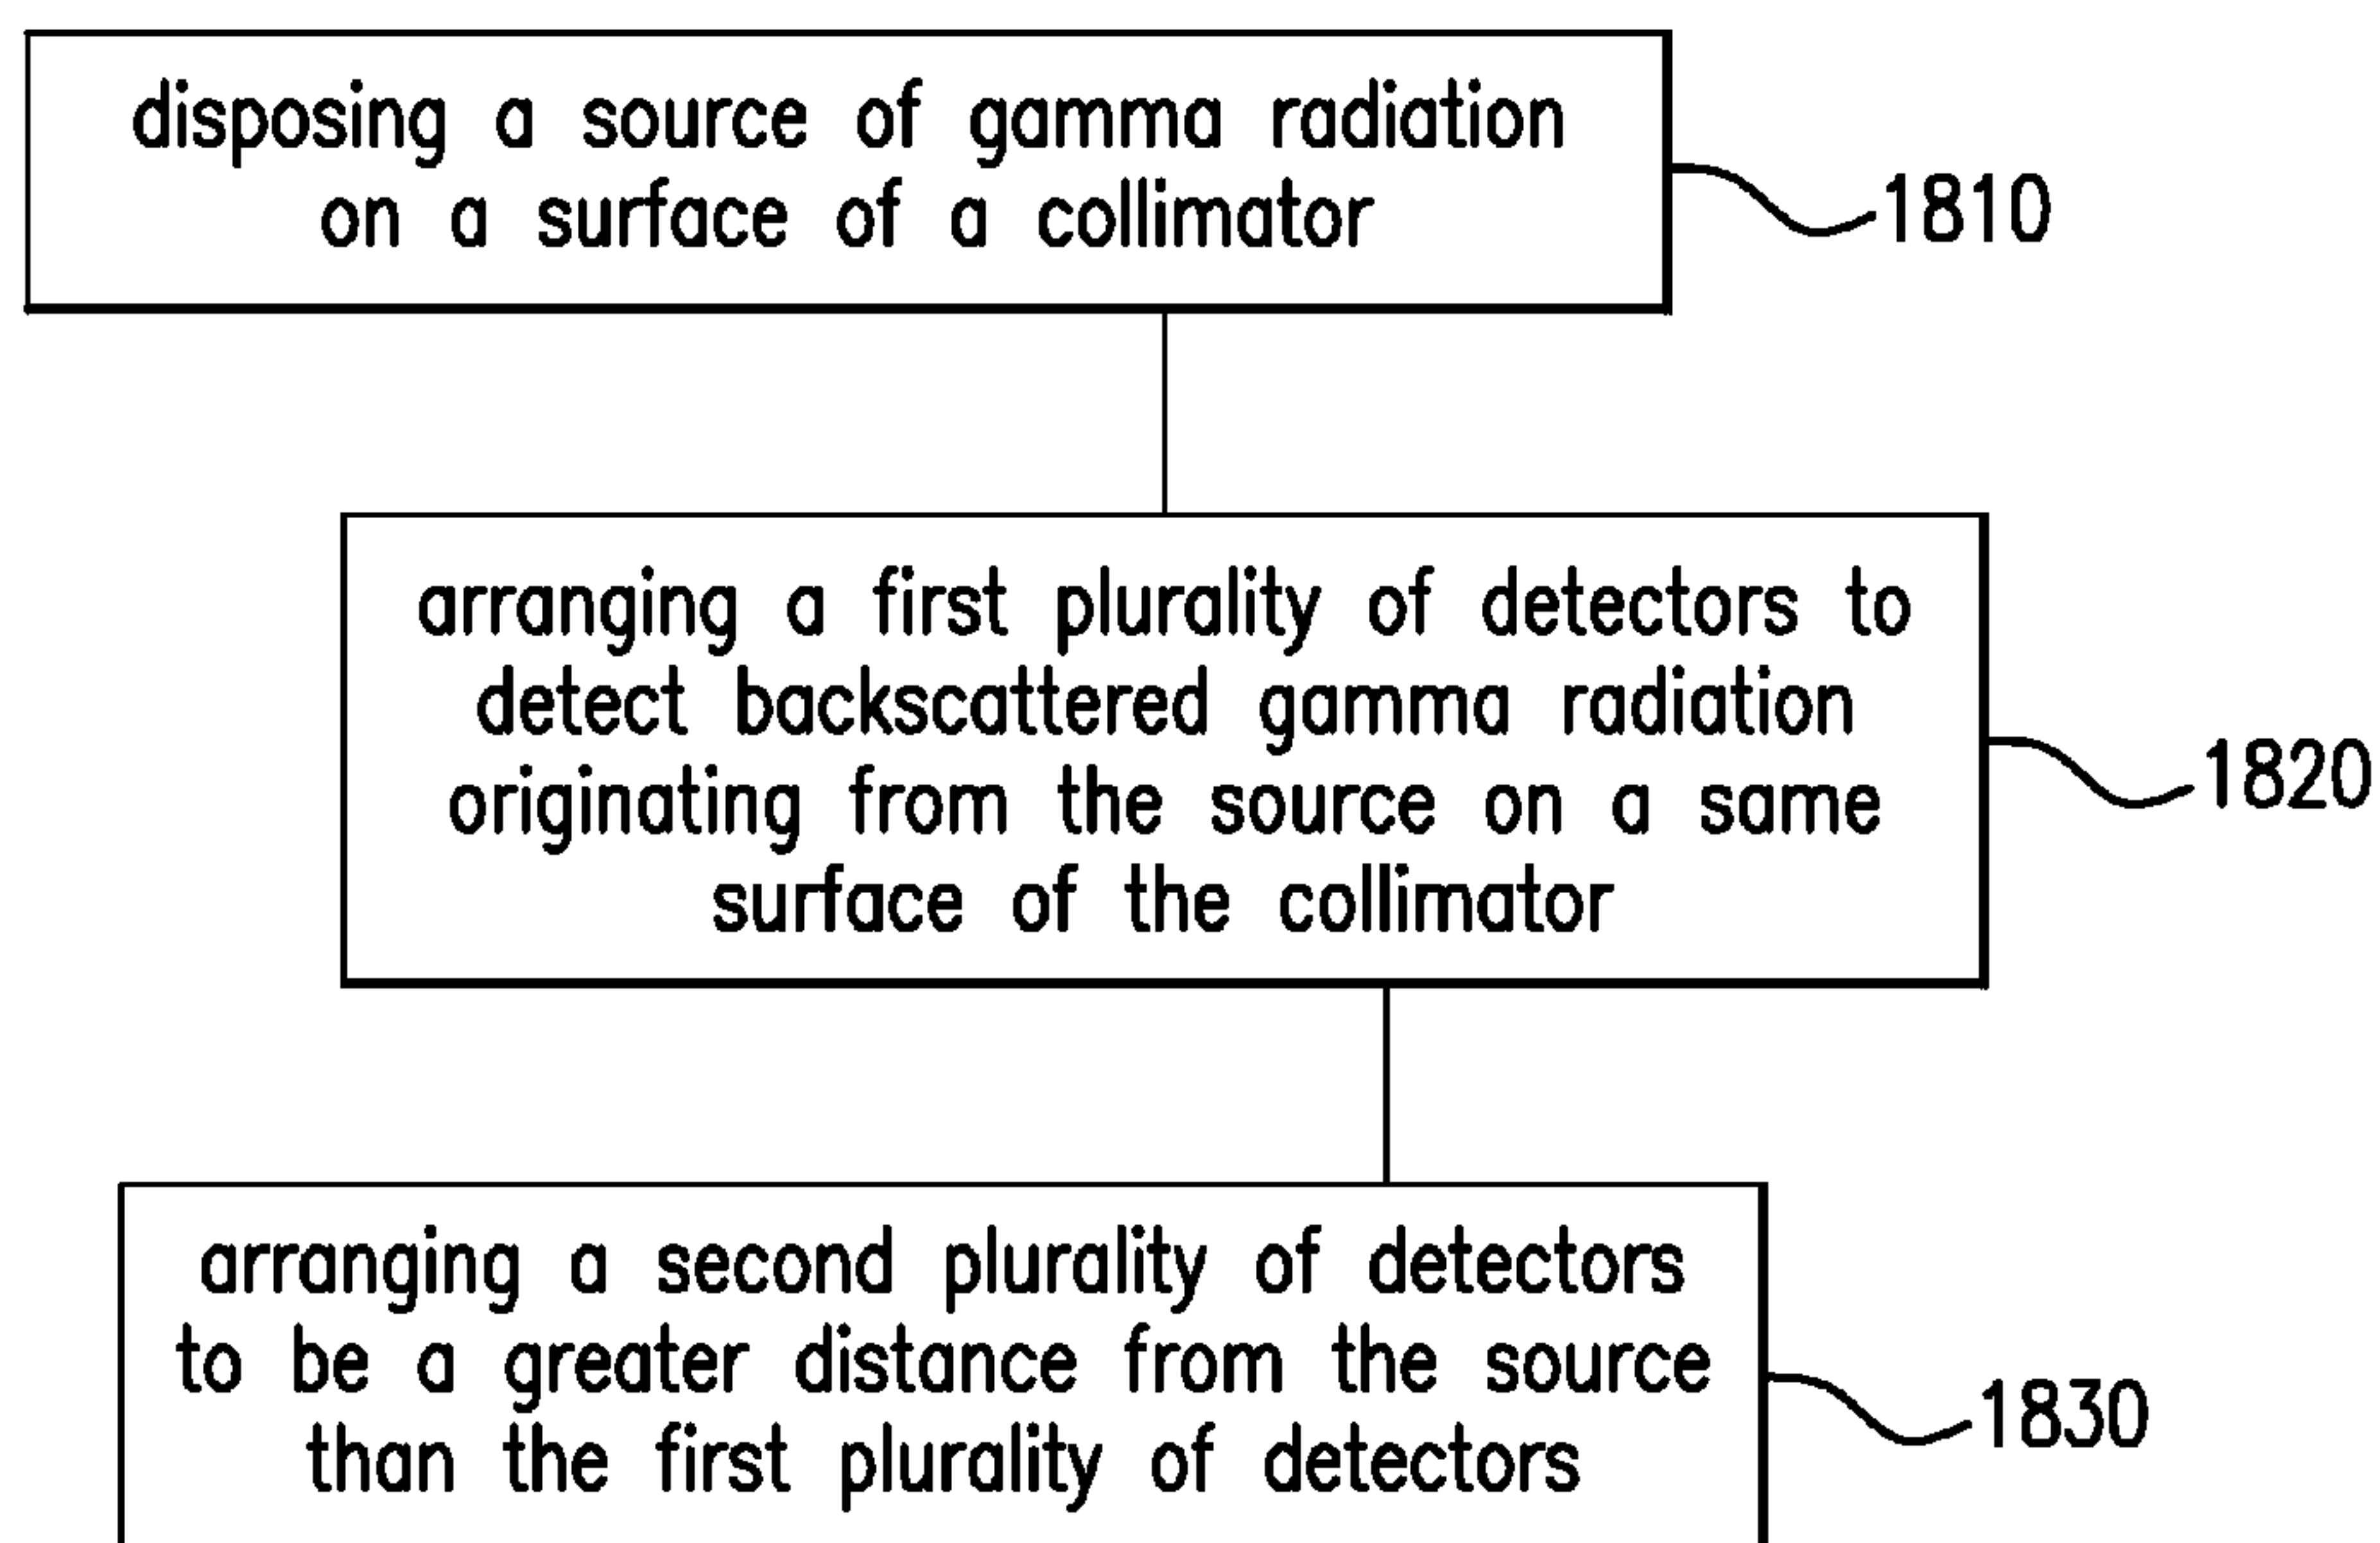 disposing a source of gamma radiation
on a surface of a collimator
1810
arranging a first plurality of detectors to
detect backscattered gamma radiation
originating from the source on a same
surface of the collimator
1820
arranging a second plurality of detectors
to be a greater distance from the source
than the first plurality of detectors
1830